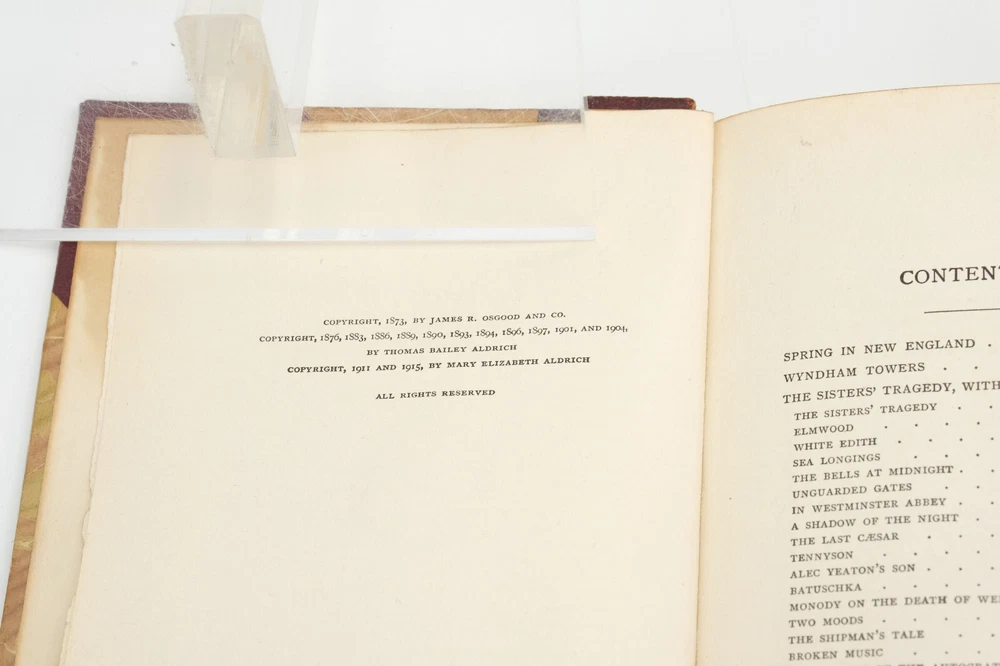 COPYRIGHT, 1873, BY JAMES R. OSGOOD AND CO.
COPYRIGHT, 1876, 1883, 1886, 1889, 1890, 1893, 1894, 1896, 1897, 1901, AND 1904,
BY THOMAS BAILEY ALDRICH
COPYRIGHT, 1911 AND 1915, BY MARY ELIZABETH ALDRICH
ALL RIGHTS RESERVED
CONTENT
SPRING IN NEW ENGLAND .
WYNDHAM TOWERS . .
THE SISTERS' TRAGEDY, WITH
THE SISTERS' TRAGEDY . .
ELMWOOD . . . .
WHITE EDITH . . . .
SEA LONGINGS . . .
THE BELLS AT MIDNIGHT . .
UNGUARDED GATES . .
IN WESTMINSTER ABBEY . .
A SHADOW OF THE NIGHT .
THE LAST CÆSAR . . .
TENNYSON . . . .
ALEC YEATON'S SON . . .
BATUSCHKA . . . .
MONODY ON THE DEATH OF WE
TWO MOODS . . . .
THE SHIPMAN'S TALE . .
BROKEN MUSIC . . .